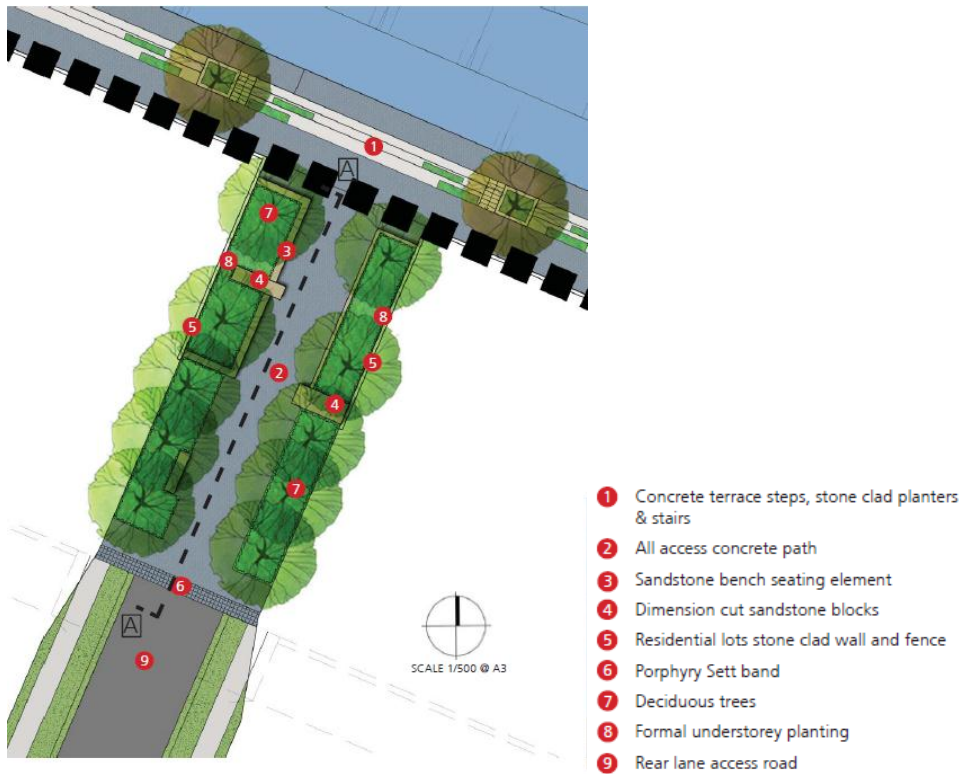 1
A
7
3
8
4
8
5
5
2
4
7
6
A
9
SCALE 1/500 @ A3
1 Concrete terrace steps, stone clad planters
& stairs
2 All access concrete path
3 Sandstone bench seating element
4 Dimension cut sandstone blocks
5 Residential lots stone clad wall and fence
6 Porphyry Sett band
7 Deciduous trees
8 Formal understorey planting
9 Rear lane access road